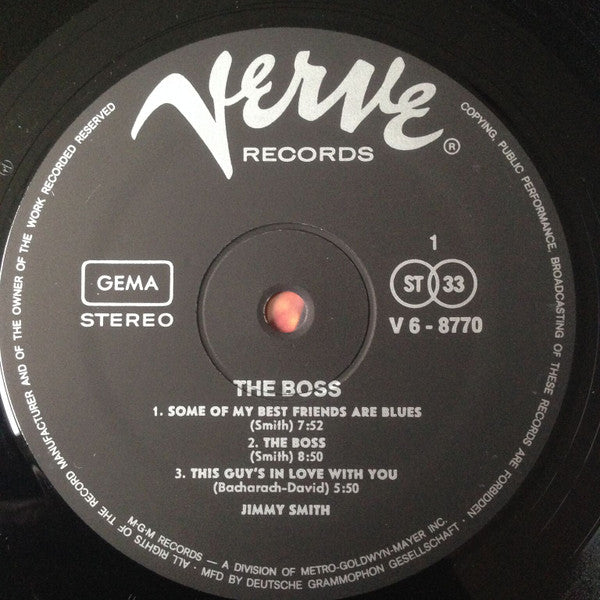 Verve
RECORDS
®
GEMA
STEREO
1
ST 33
V 6 - 8770
THE BOSS
1. SOME OF MY BEST FRIENDS ARE BLUES
(Smith) 7:52
2. THE BOSS
(Smith) 8:50
3. THIS GUY'S IN LOVE WITH YOU
(Bacharach-David) 5:50
JIMMY SMITH
ALL RIGHTS OF THE RECORD MANUFACTURER AND OF THE OWNER OF THE WORK RECORDED RESERVED
COPYING, PUBLIC PERFORMANCE, BROADCASTING OF THESE RECORDS ARE FORBIDDEN
M-G-M RECORDS — A DIVISION OF METRO-GOLDWYN-MAYER INC.
· MFD BY DEUTSCHE GRAMMOPHON GESELLSCHAFT ·